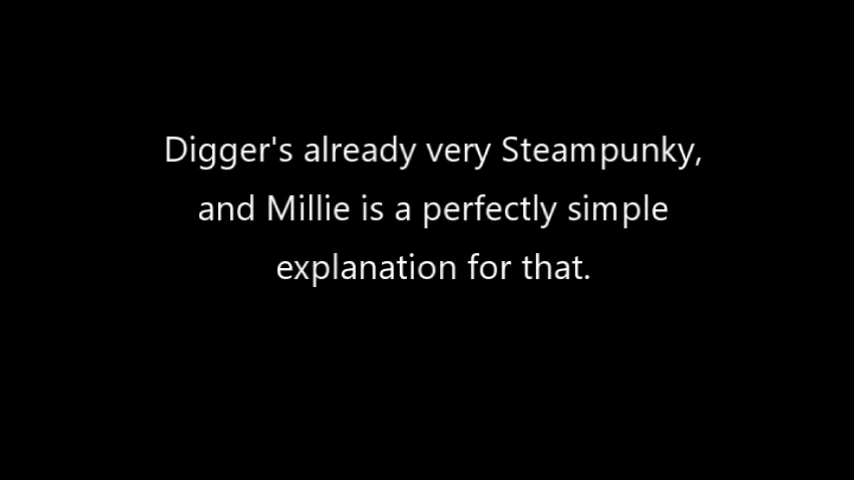 Digger's already very Steampunky,
and Millie is a perfectly simple
explanation for that.